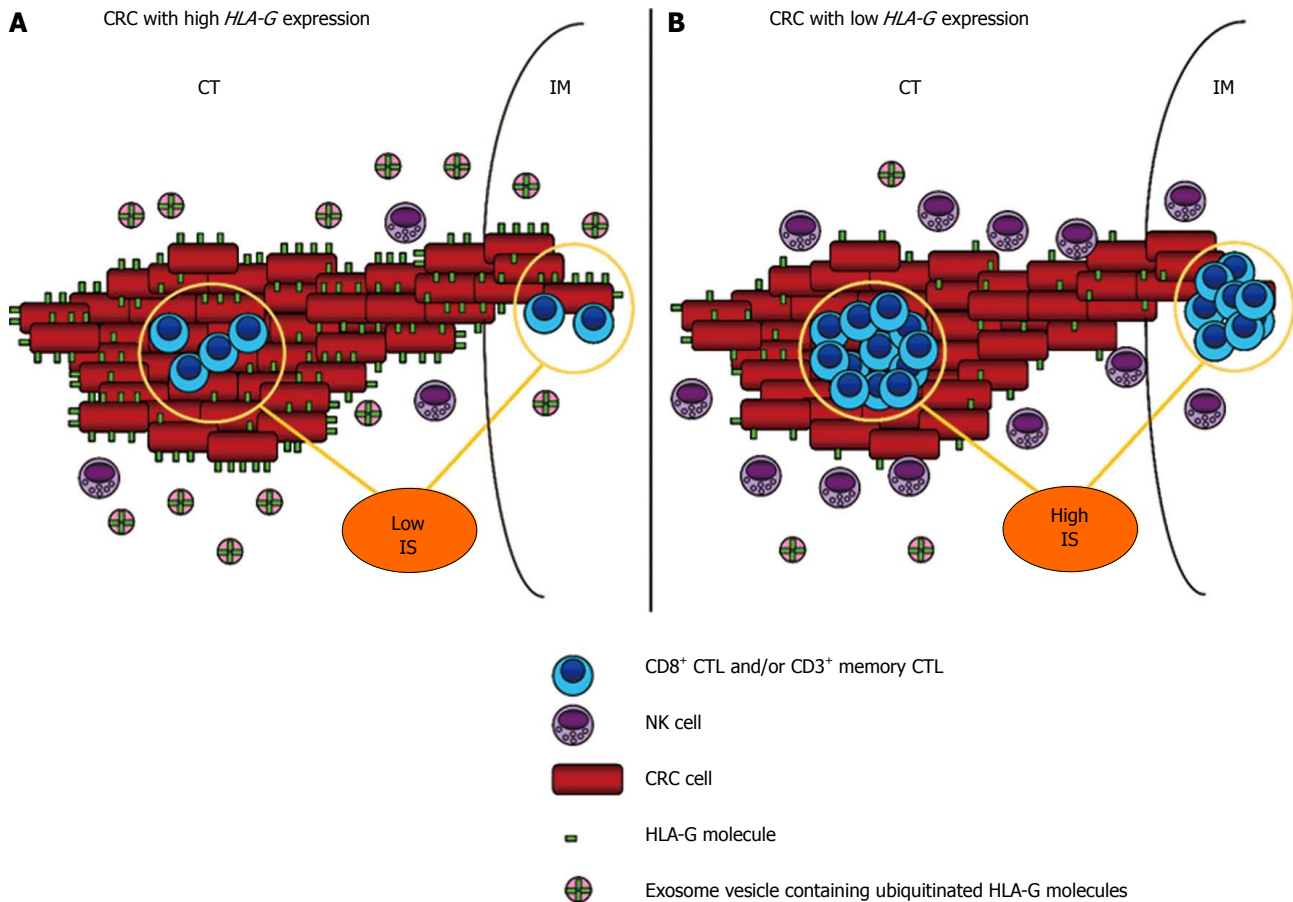 A
CRC with high HLA-G expression
CT
IM
Low
IS
B
CRC with low HLA-G expression
CT
IM
High
IS
CD8⁺ CTL and/or CD3⁺ memory CTL
NK cell
CRC cell
HLA-G molecule
Exosome vesicle containing ubiquitinated HLA-G molecules